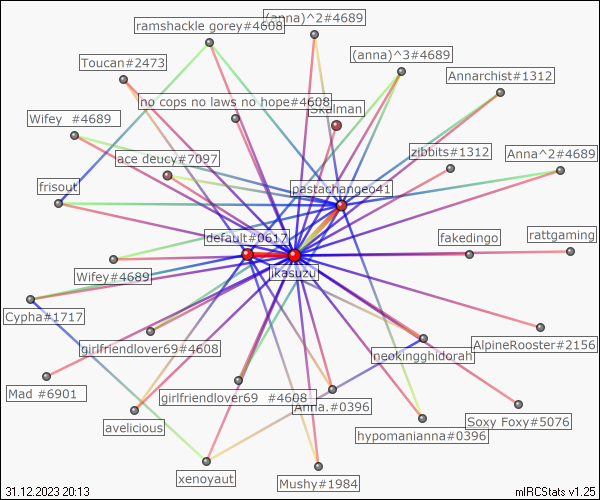 ramshackle gorey#4608
(anna)^2#4689
Toucan#2473
(anna)^3#4689
Annarchist#1312
no cops no laws no hope#4608
Skulman
Wifey  #4689
ace deucy#7097
zibbits#1312
Anna^2#4689
frisout
pastachangeo41
default#0617
fakedingo
rattgaming
Wifey#4689
jkasuzu
Cypha#1717
girlfriendlover69#4608
neokingghidorah
AlpineRooster#2156
Mad #6901
girlfriendlover69  #4608
Anna.#0396
avelicious
hypomanianna#0396
Soxy Foxy#5076
xenoyaut
Mushy#1984
31.12.2023 20:13
mIRCStats v1.25